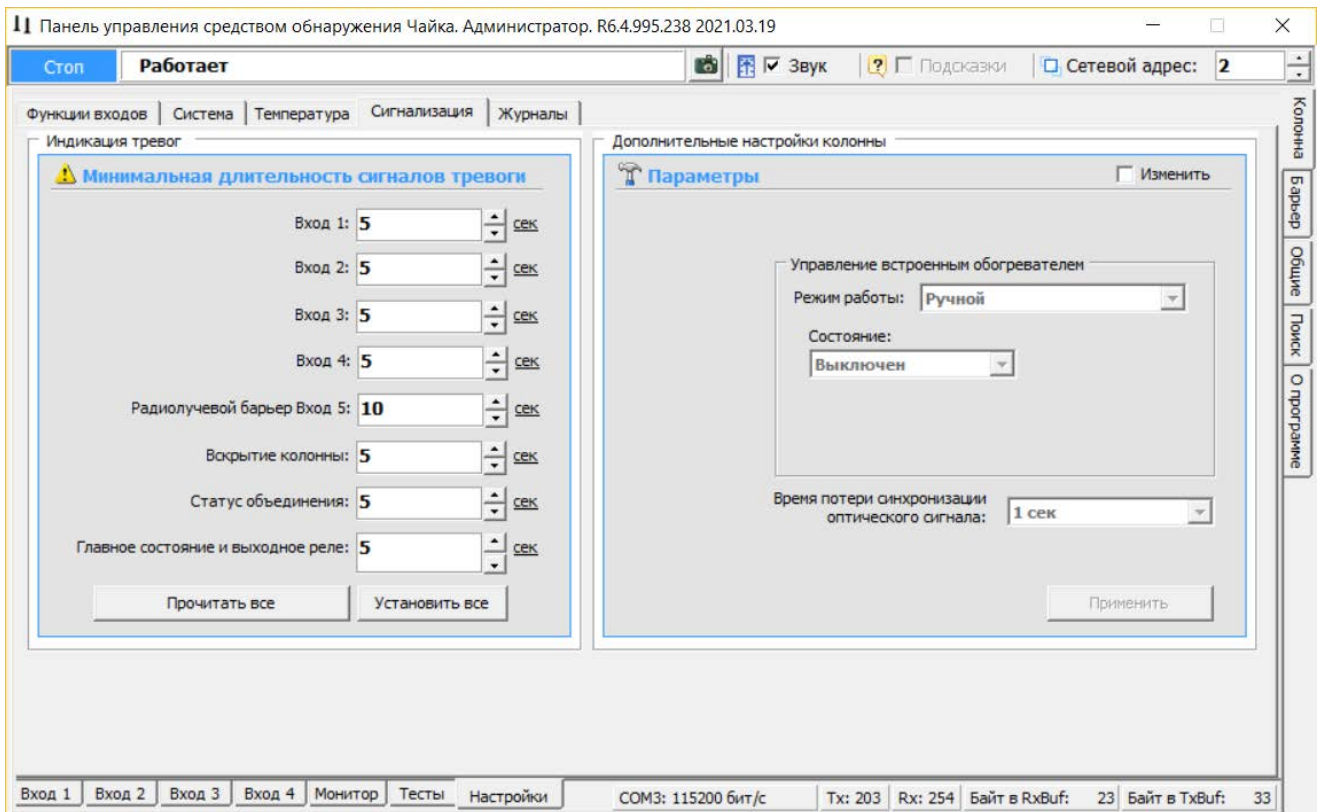 Панель управления средством обнаружения Чайка. Администратор. R6.4.995.238 2021.03.19
Стоп Работает Звук Подсказки Сетевой адрес: 2
Функции входов Система Температура Сигнализация Журналы
Индикация тревог
Минимальная длительность сигналов тревоги
Вход 1: 5 сек
Вход 2: 5 сек
Вход 3: 5 сек
Вход 4: 5 сек
Радиолучевой барьер Вход 5: 10 сек
Вскрытие колонны: 5 сек
Статус объединения: 5 сек
Главное состояние и выходное реле: 5 сек
Прочитать все Установить все
Дополнительные настройки колонны
Параметры Изменить
Управление встроенным обогревателем
Режим работы: Ручной
Состояние:
Выключен
Время потери синхронизации
оптического сигнала: 1 сек
Применить
Колонна
Барьер
Общие
Поиск
О программе
Вход 1 Вход 2 Вход 3 Вход 4 Монитор Тесты Настройки COM3: 115200 бит/с Tx: 203 Rx: 254 Байт в RxBuf: 23 Байт в TxBuf: 33